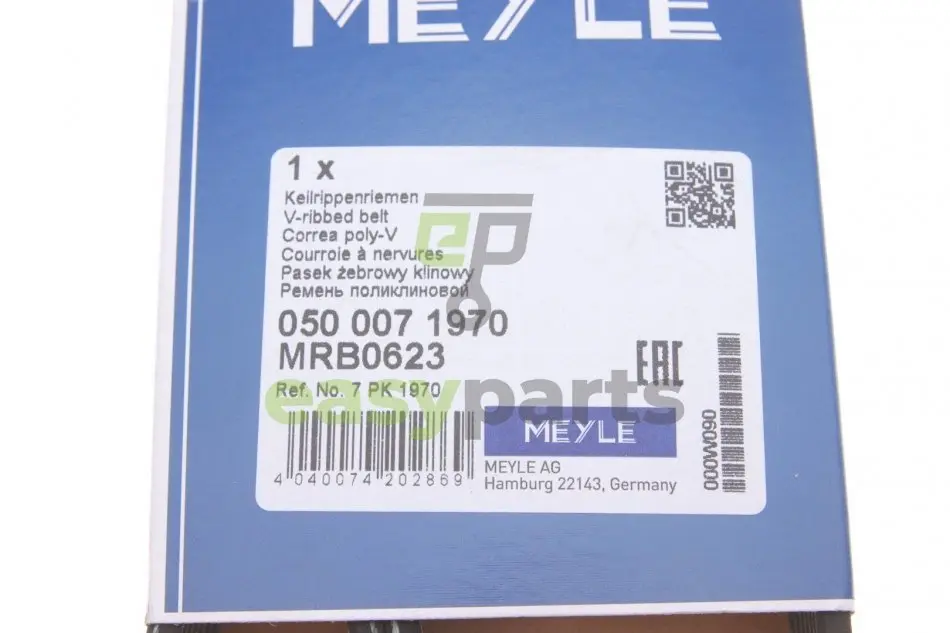 MEYLE
1 x
Keilrippenriemen
V-ribbed belt
Correa poly-V
Courroie à nervures
Pasek żebrowy klinowy
Ремень поликлиновой
ep
050 007 1970
MRB0623
EAC
easyparts
Ref. No. 7 PK 1970
MEYLE
MEYLE AG
Hamburg 22143, Germany
4 040074 202869
000W090